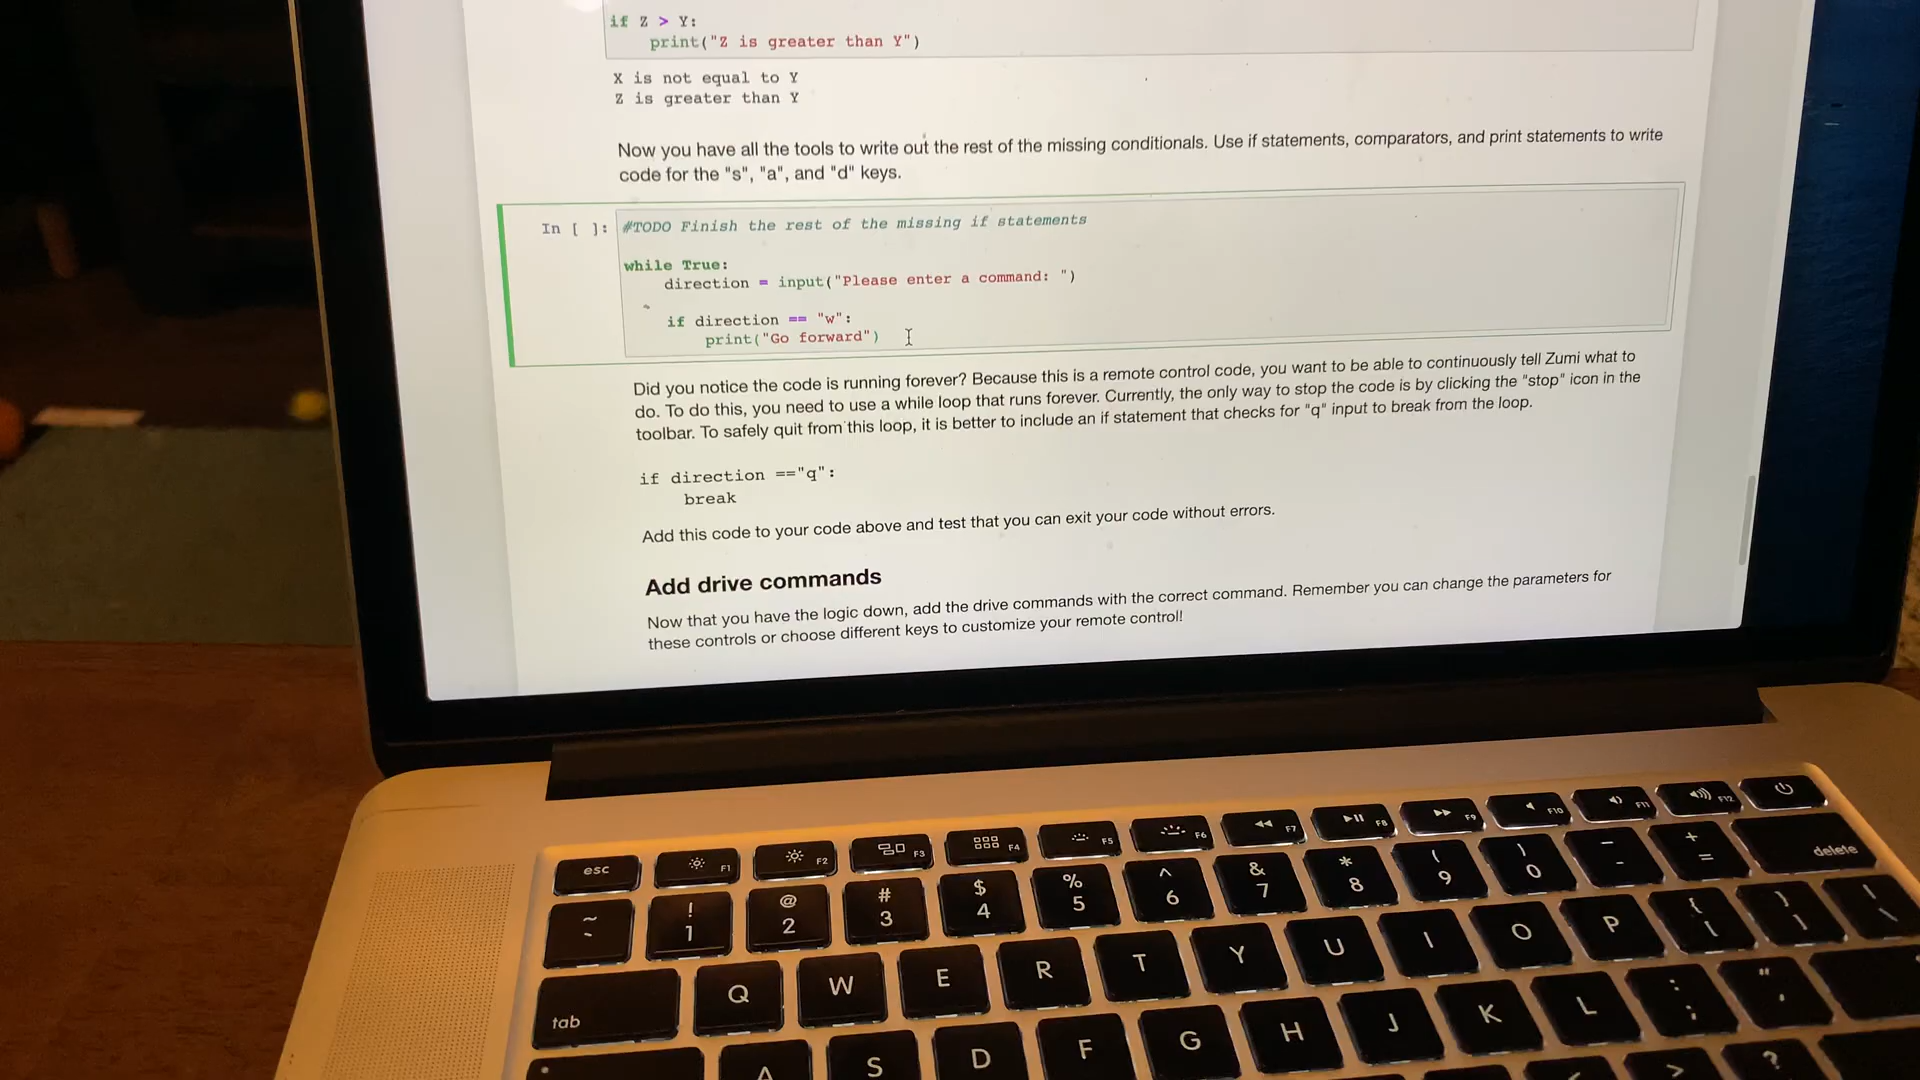 if Z > Y:
print("Z is greater than Y")
X is not equal to Y
Z is greater than Y
Now you have all the tools to write out the rest of the missing conditionals. Use if statements, comparators, and print statements to write
code for the "s", "a", and "d" keys.
In [ ]: #TODO Finish the rest of the missing if statements
while True:
direction = input("Please enter a command: ")
if direction == "w":
print("Go forward")
Did you notice the code is running forever? Because this is a remote control code, you want to be able to continuously tell Zumi what to
do. To do this, you need to use a while loop that runs forever. Currently, the only way to stop the code is by clicking the "stop" icon in the
toolbar. To safely quit from this loop, it is better to include an if statement that checks for "q" input to break from the loop.
if direction =="q":
break
Add this code to your code above and test that you can exit your code without errors.
Add drive commands
Now that you have the logic down, add the drive commands with the correct command. Remember you can change the parameters for
these controls or choose different keys to customize your remote control!
esc F1 F2 F3 F4 F5 F6 F7 F8 F9 F10 F11 F12
~ ! @ # $ % ^ & * ( ) _ + delete
1 2 3 4 5 6 7 8 9 0 - =
tab Q W E R T Y U I O P { [ } ] \
A S D F G H J K L : ; " '
< > ?